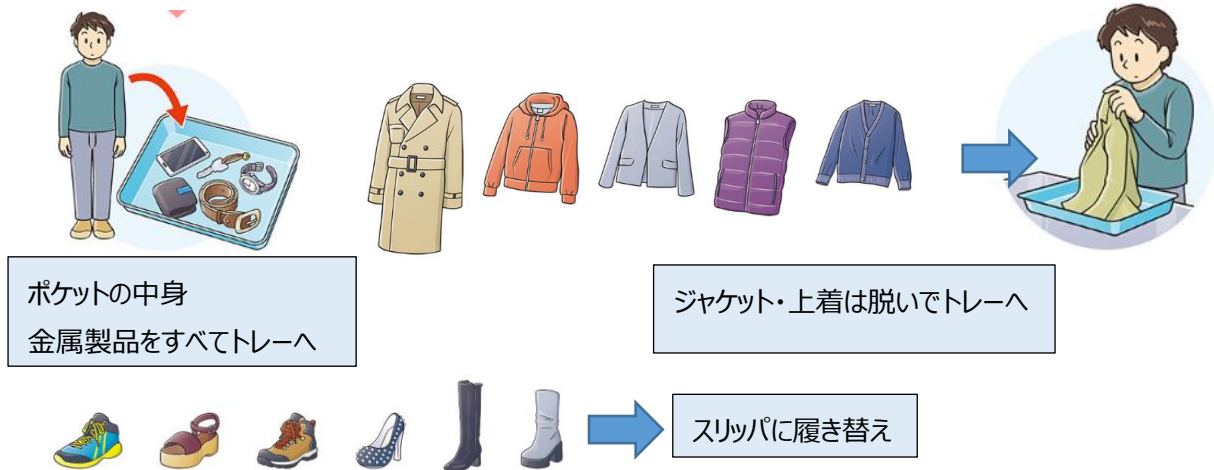 ポケットの中身
金属製品をすべてトレーへ
ジャケット・上着は脱いでトレーへ
スリッパに履き替え